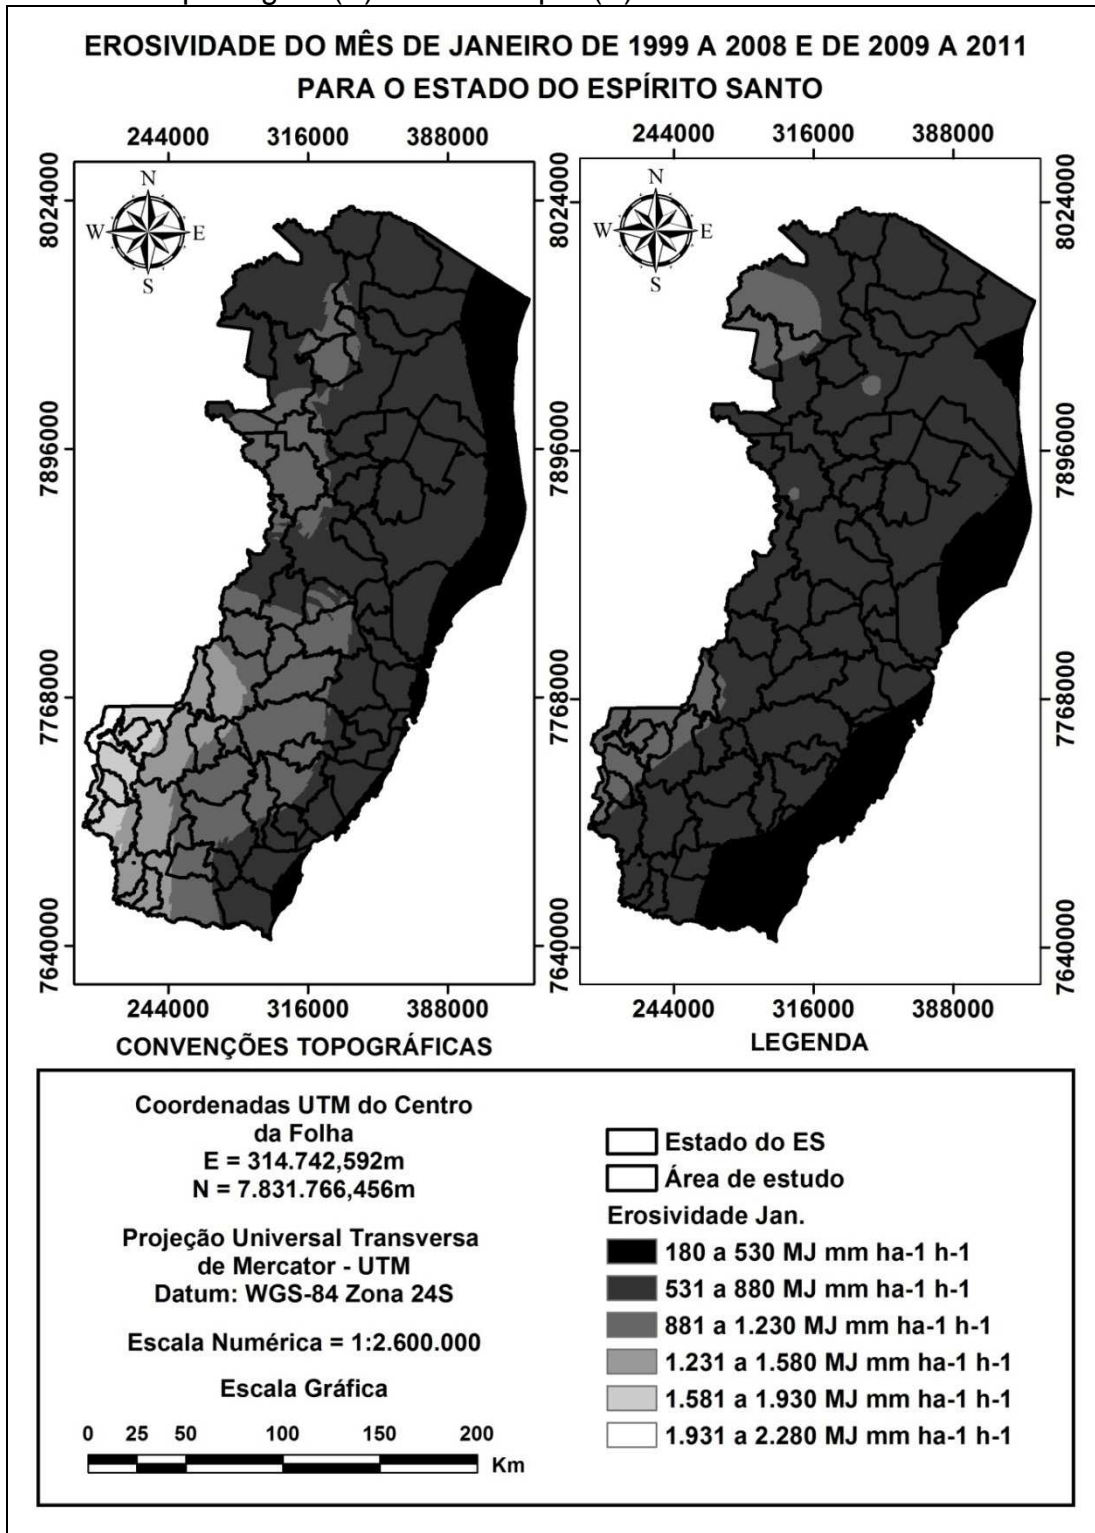 EROSIVIDADE DO MÊS DE JANEIRO DE 1999 A 2008 E DE 2009 A 2011
PARA O ESTADO DO ESPÍRITO SANTO
244000 316000 388000
244000 316000 388000
8024000
7896000
7768000
7640000
N
W E
S
8024000
7896000
7768000
7640000
N
W E
S
8024000
7896000
7768000
7640000
244000 316000 388000
244000 316000 388000
CONVENÇÕES TOPOGRÁFICAS
LEGENDA
Coordenadas UTM do Centro
da Folha
E = 314.742,592m
N = 7.831.766,456m
Projeção Universal Transversa
de Mercator - UTM
Datum: WGS-84 Zona 24S
Escala Numérica = 1:2.600.000
Escala Gráfica
0 25 50 100 150 200
Km
Estado do ES
Área de estudo
Erosividade Jan.
180 a 530 MJ mm ha-1 h-1
531 a 880 MJ mm ha-1 h-1
881 a 1.230 MJ mm ha-1 h-1
1.231 a 1.580 MJ mm ha-1 h-1
1.581 a 1.930 MJ mm ha-1 h-1
1.931 a 2.280 MJ mm ha-1 h-1